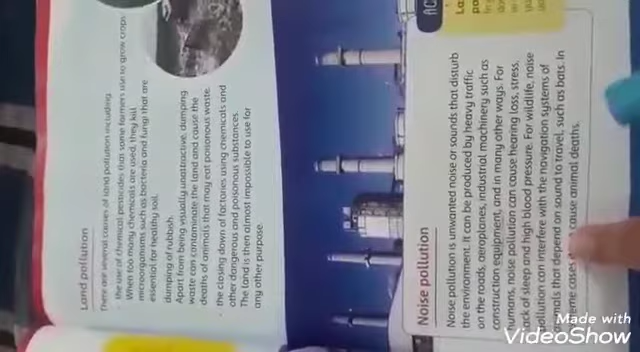 Land pollution
There are several causes of land pollution including:
the use of chemical pesticides that some farmers use to grow crops.
When too many chemicals are used, they kill
microorganisms such as bacteria and fungi that are
essential for healthy soil.
dumping of rubbish.
Apart from being visually unattractive, dumping
waste can contaminate the land and cause the
deaths of animals that may eat poisonous waste.
the closing down of factories using chemicals and
other dangerous and poisonous substances.
The land is then almost impossible to use for
any other purpose.
Noise pollution
Noise pollution is unwanted noise or sounds that disturb
the environment. It can be produced by heavy traffic
on the roads, aeroplanes, industrial machinery such as
construction equipment, and in many other ways. For
humans, noise pollution can cause hearing loss, stress,
lack of sleep and high blood pressure. For wildlife, noise
pollution can interfere with the navigation systems of
animals that depend on sound to travel, such as bats. In
some cases cause animal deaths.
Made with
VideoShow